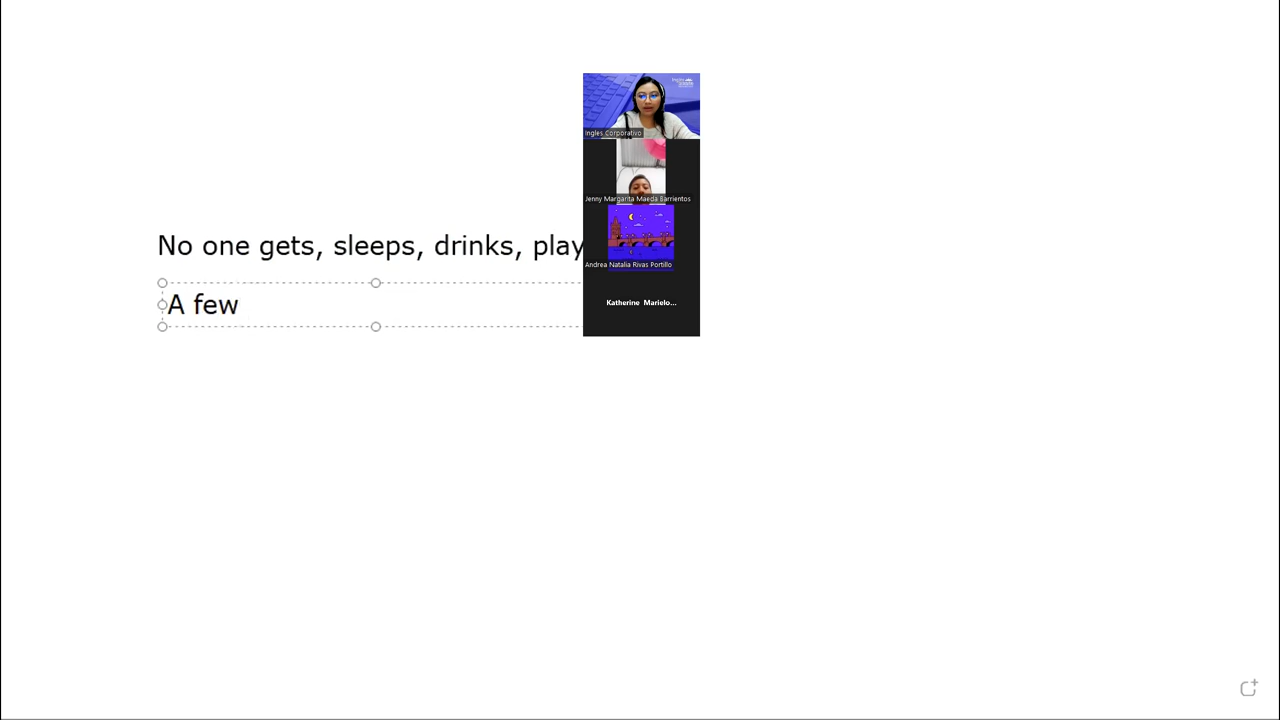 Ingles Corporativo
Jenny Margarita Maeda Barrientos
No one gets, sleeps, drinks, play
Andrea Natalia Rivas Portillo
A few
Katherine Marielo...